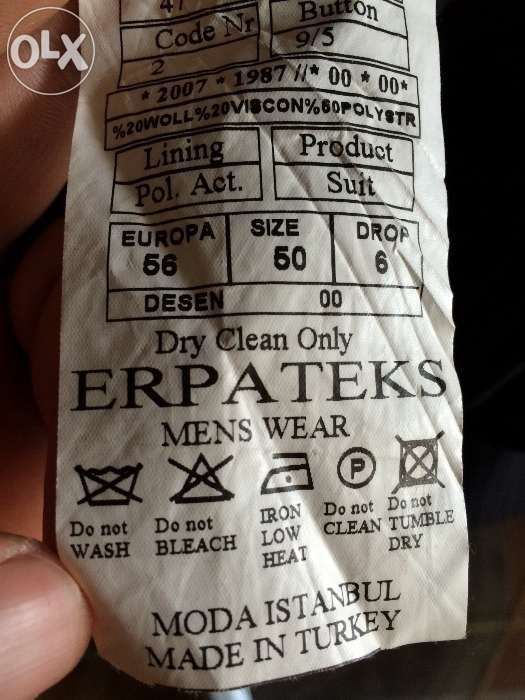 OLX
47
Code Nr Button
2 9/5
* 2007 * 1987 //* 00 * 00*
%20WOLL%20VISCON%60POLYSTR
Lining Product
Pol. Act. Suit
EUROPA SIZE DROP
56 50 6
DESEN 00
Dry Clean Only
ERPATEKS
MENS WEAR
P
Do not WASH
Do not BLEACH
IRON LOW HEAT
Do not CLEAN
Do not TUMBLE DRY
MODA ISTANBUL
MADE IN TURKEY